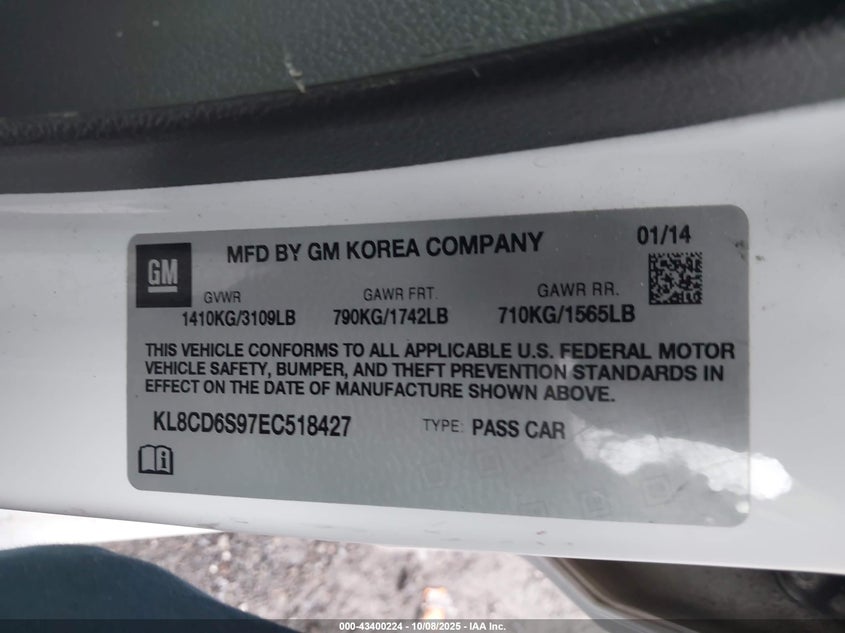 GM
MFD BY GM KOREA COMPANY
01/14
GVWR GAWR FRT. GAWR RR.
1410KG/3109LB 790KG/1742LB 710KG/1565LB
THIS VEHICLE CONFORMS TO ALL APPLICABLE U.S. FEDERAL MOTOR
VEHICLE SAFETY, BUMPER, AND THEFT PREVENTION STANDARDS IN
EFFECT ON THE DATE OF MANUFACTURE SHOWN ABOVE.
KL8CD6S97EC518427 TYPE: PASS CAR
000-43400224 - 10/08/2025 - IAA Inc.